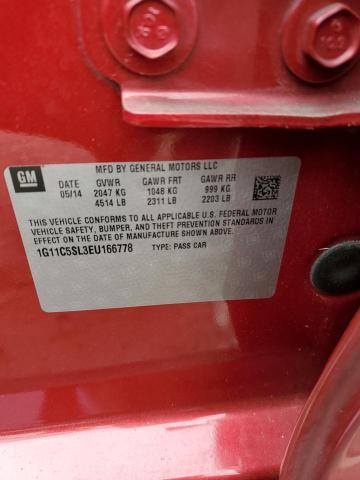 GM
MFD BY GENERAL MOTORS LLC
DATE GVWR GAWR FRT GAWR RR
05/14 2047 KG 1048 KG 999 KG
4514 LB 2311 LB 2203 LB
THIS VEHICLE CONFORMS TO ALL APPLICABLE U.S. FEDERAL MOTOR
VEHICLE SAFETY, BUMPER, AND THEFT PREVENTION STANDARDS
IN EFFECT ON THE DATE OF MANUFACTURE SHOWN ABOVE.
1G11C5SL3EU166778 TYPE: PASS CAR